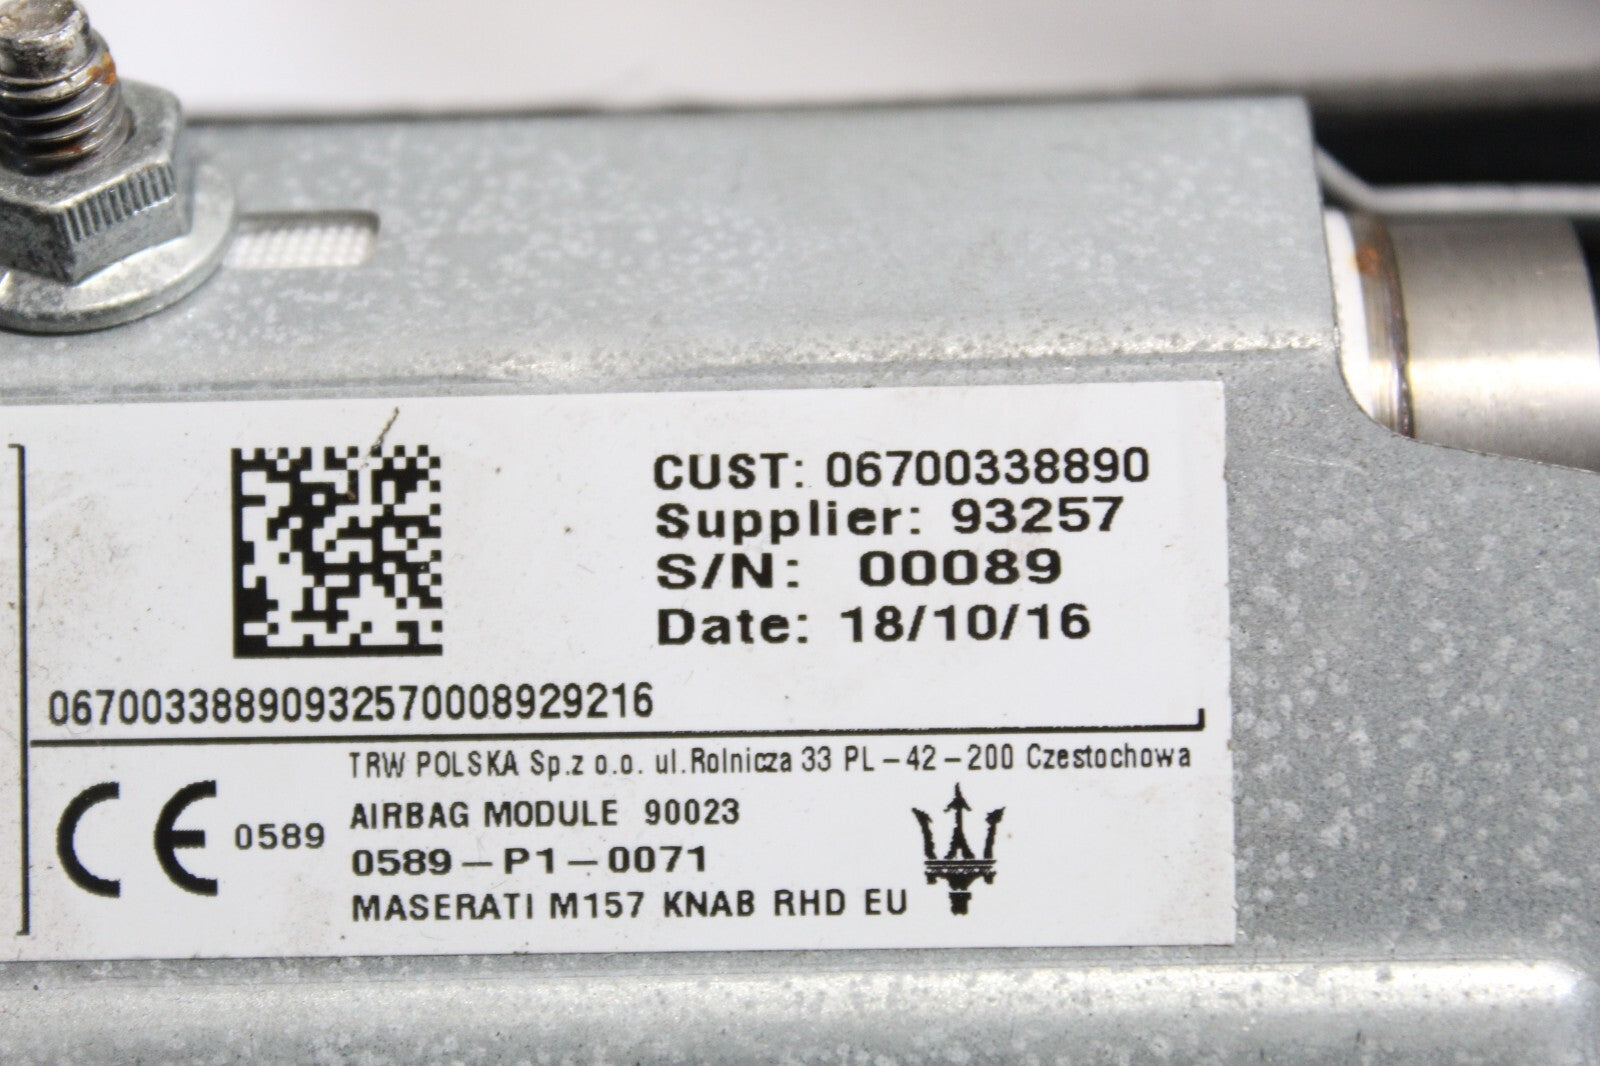 CUST: 06700338890
Supplier: 93257
S/N: 00089
Date: 18/10/16
06700338890932570008929216
TRW POLSKA Sp.z o.o. ul.Rolnicza 33 PL-42-200 Czestochowa
CE 0589
AIRBAG MODULE 90023
0589-P1-0071
MASERATI M157 KNAB RHD EU